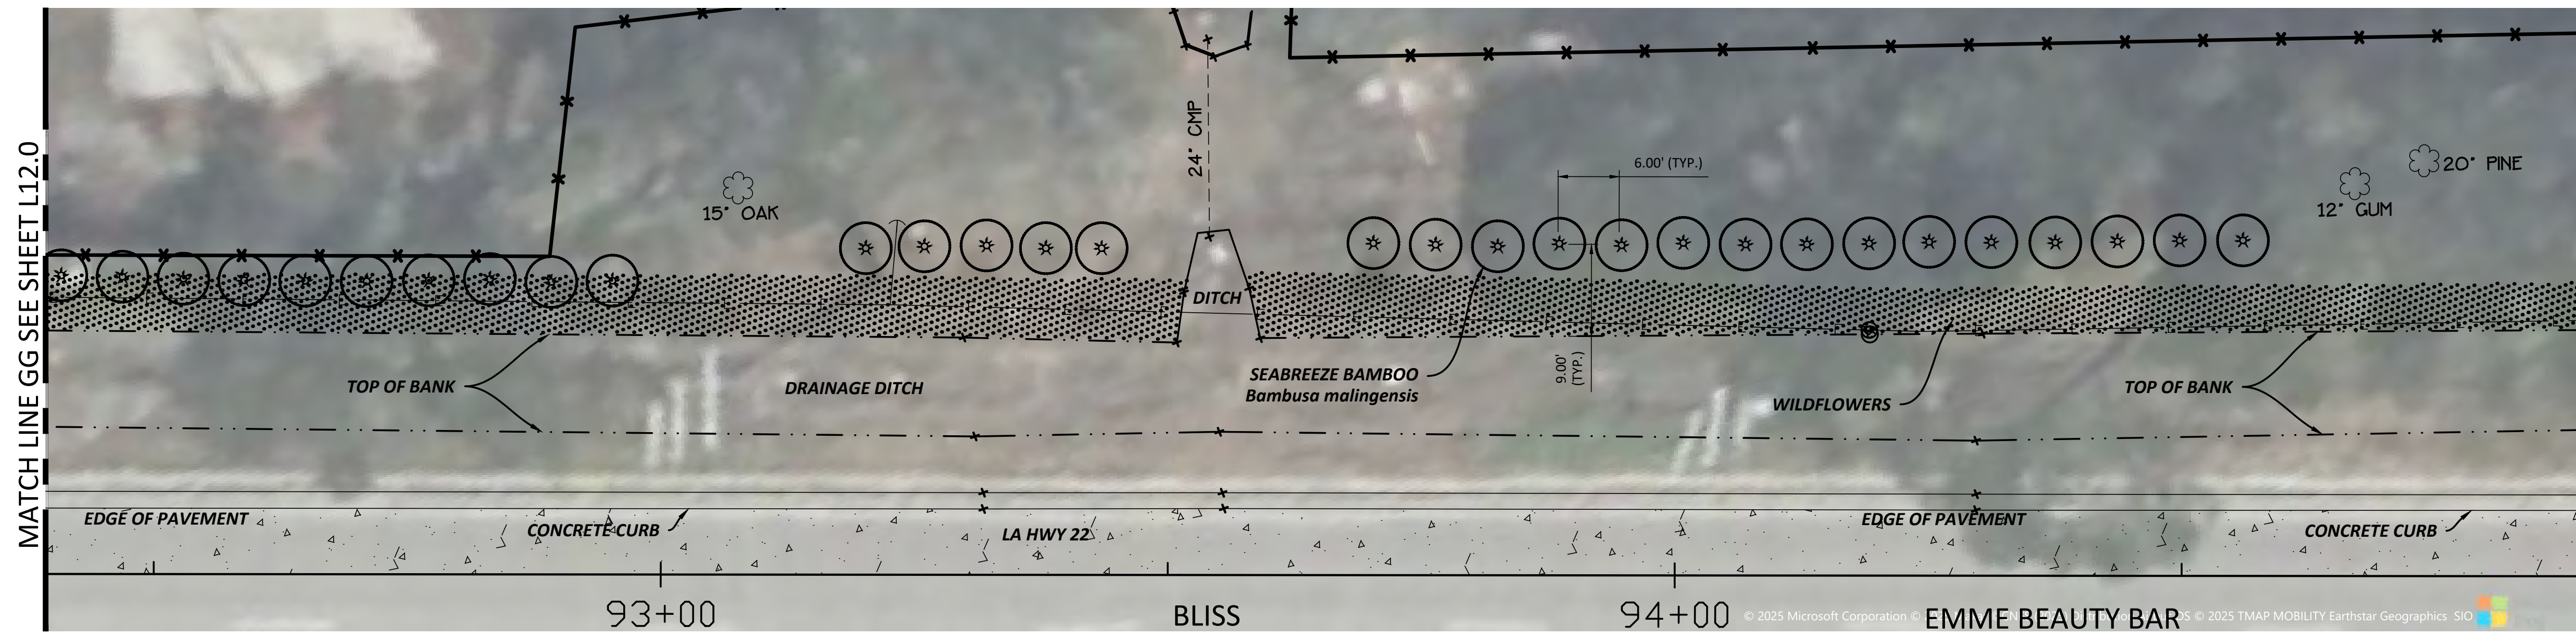 MATCH LINE GG SEE SHEET L12.0
24" CMP
6.00' (TYP.)
20" PINE
15" OAK
12" GUM
DITCH
9.00'
(TYP.)
TOP OF BANK
DRAINAGE DITCH
SEABREEZE BAMBOO
Bambusa malingensis
WILDFLOWERS
TOP OF BANK
EDGE OF PAVEMENT
CONCRETE CURB
LA HWY 22
EDGE OF PAVEMENT
CONCRETE CURB
93+00
BLISS
94+00
EMME BEAUTY BAR
© 2025 Microsoft Corporation ©
© 2025 TMAP MOBILITY Earthstar Geographics SIO